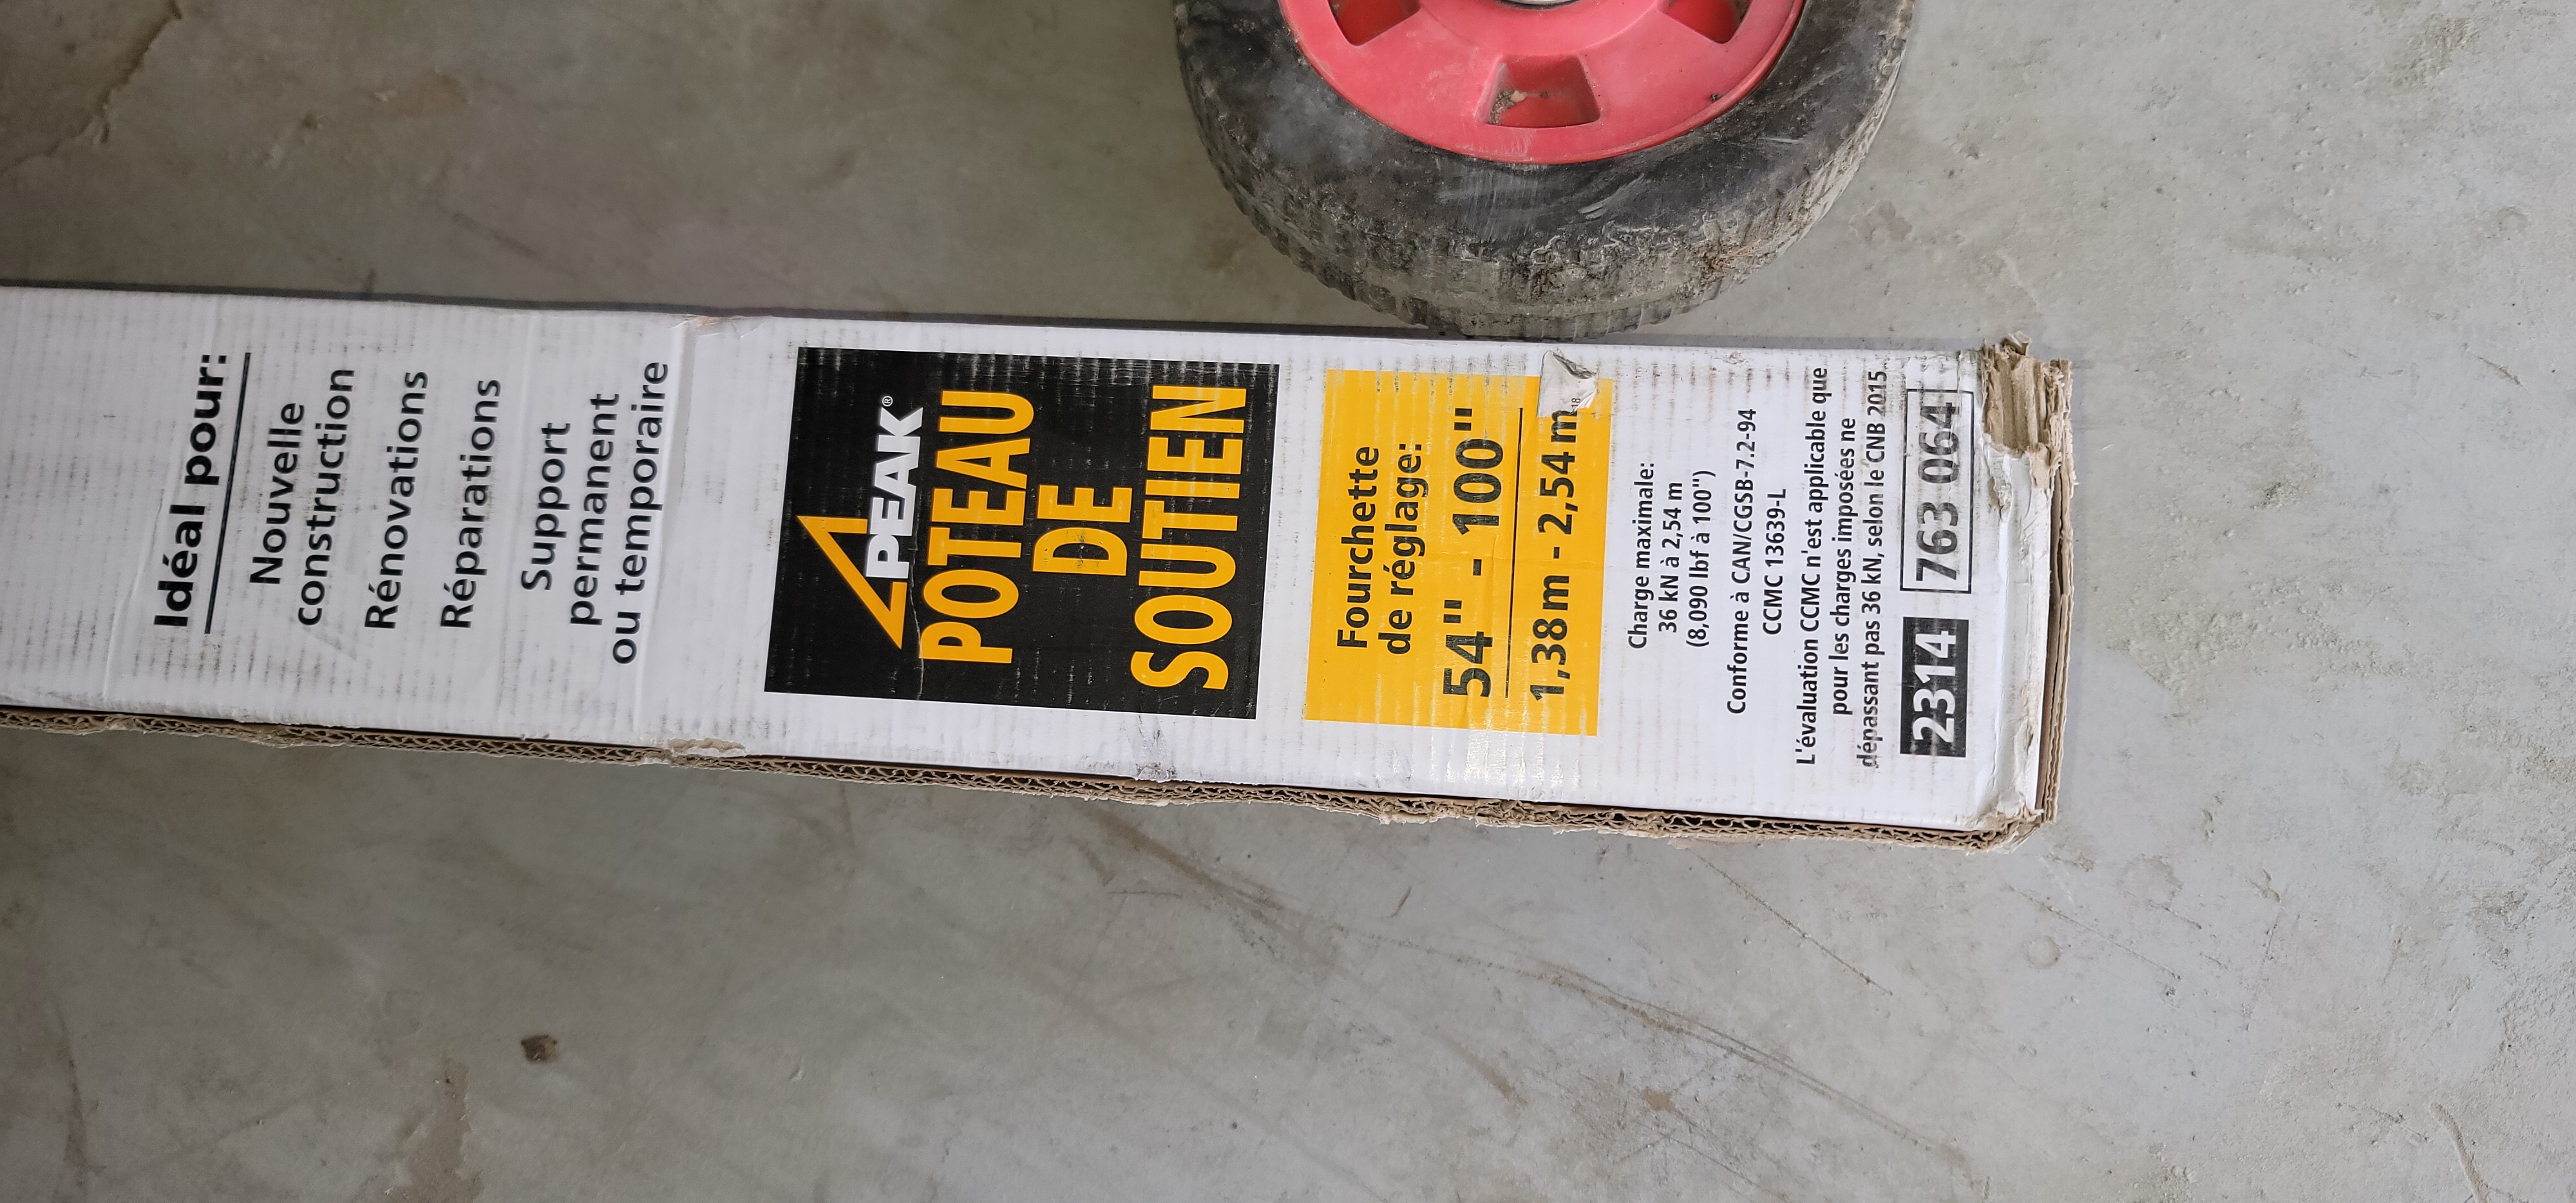 Idéal pour:
Nouvelle
construction
Rénovations
Réparations
Support
permanent
ou temporaire
PEAK®
POTEAU
DE
SOUTIEN
Fourchette
de réglage:
54" - 100"
1,38m - 2,54m
Charge maximale:
36 kN à 2,54 m
(8,090 lbf à 100")
Conforme à CAN/CGSB-7.2-94
CCMC 13639-L
L'évaluation CCMC n'est applicable que
pour les charges imposées ne
dépassant pas 36 kN, selon le CNB 2015
2314 763 064